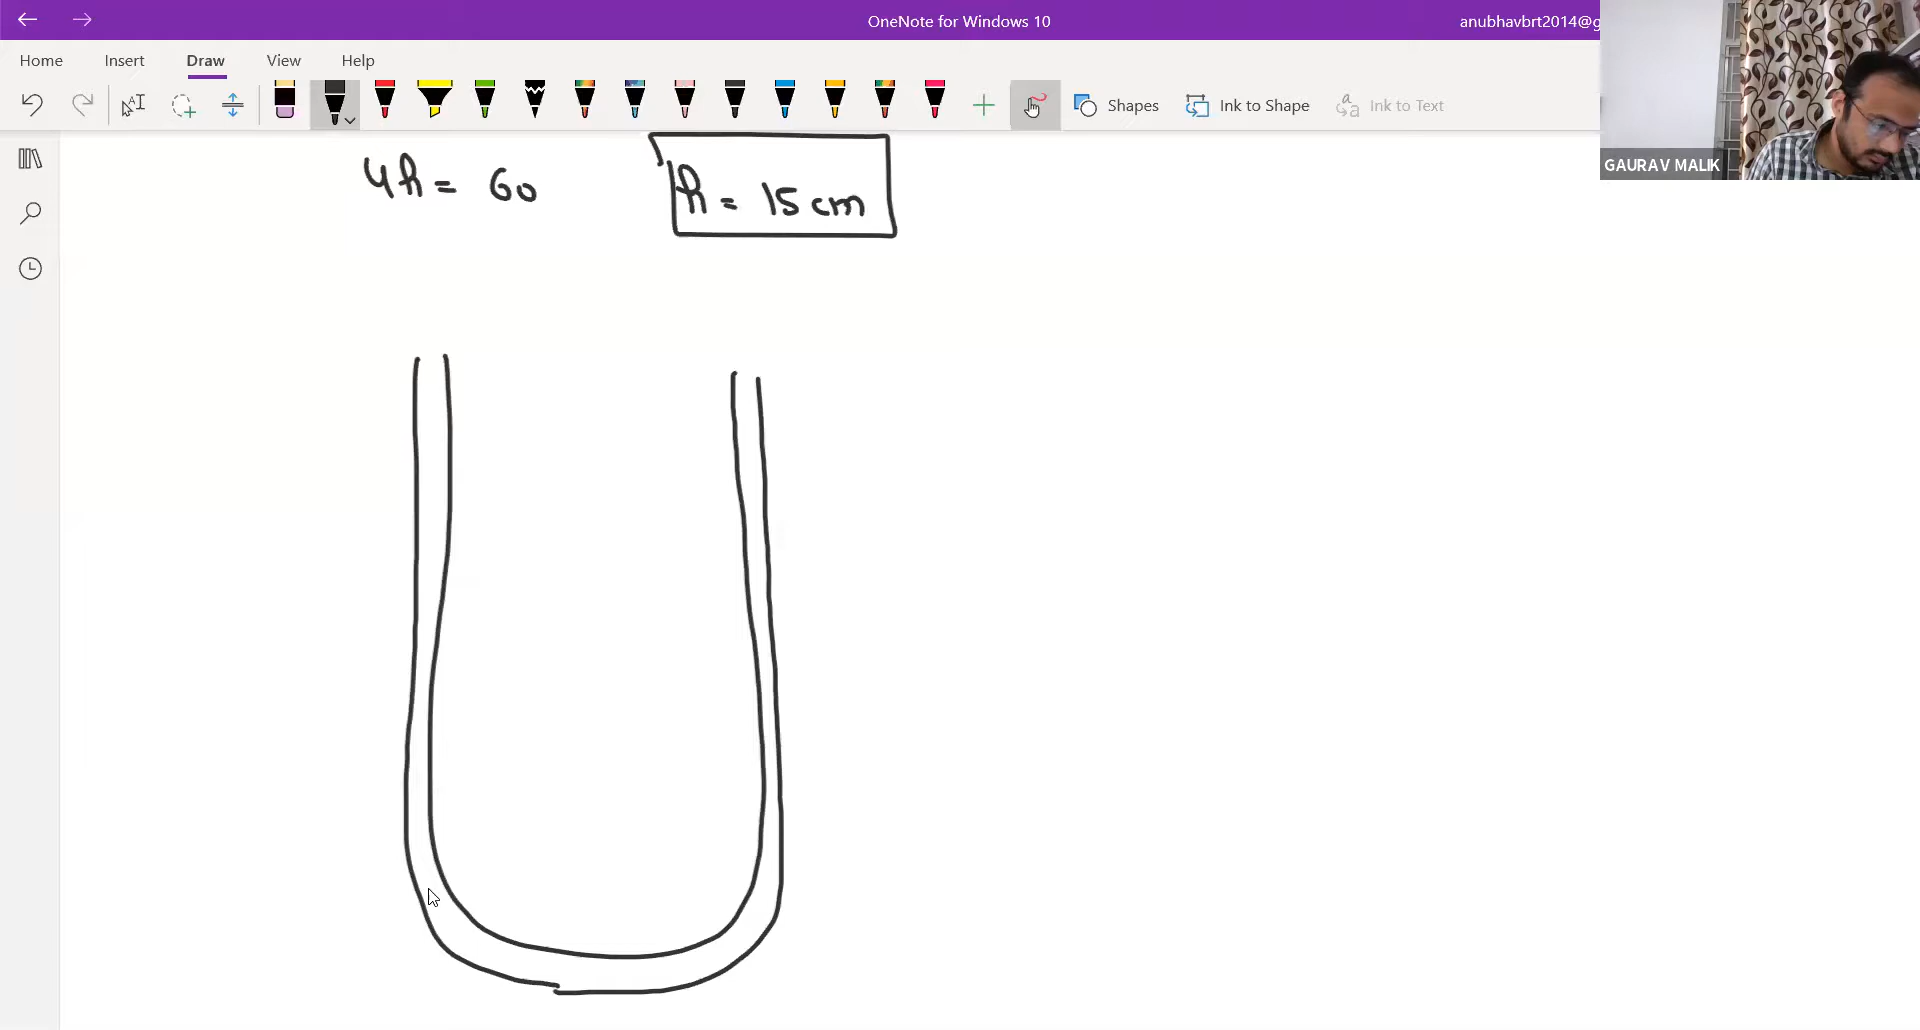 OneNote for Windows 10
anubhavbrt2014@g
Home Insert Draw View Help
Shapes Ink to Shape Ink to Text
GAURAV MALIK
4h = 60
h = 15 cm